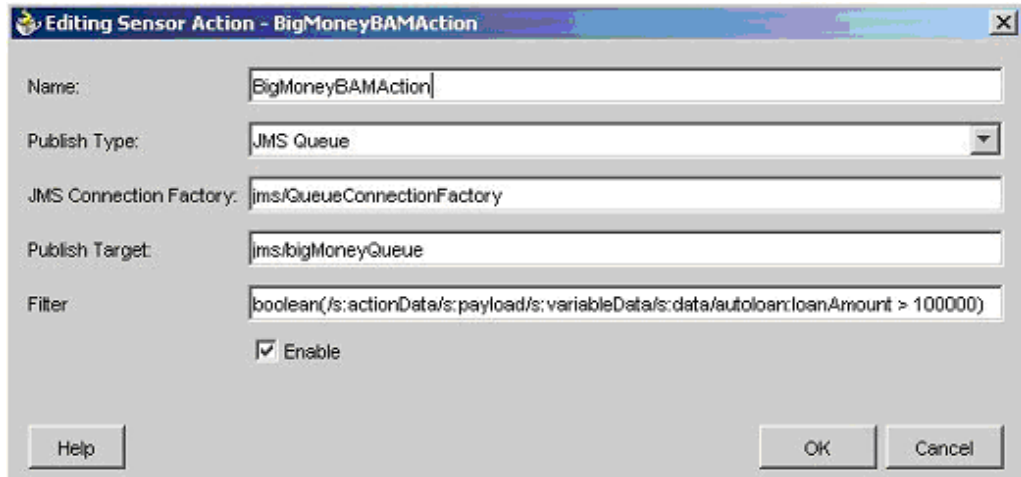 Editing Sensor Action - BigMoneyBAMAction
Name: BigMoneyBAMAction
Publish Type: JMS Queue
JMS Connection Factory: jms/QueueConnectionFactory
Publish Target: jms/bigMoneyQueue
Filter boolean(/s:actionData/s:payload/s:variableData/s:data/autoloan:loanAmount > 100000)
Enable
Help OK Cancel